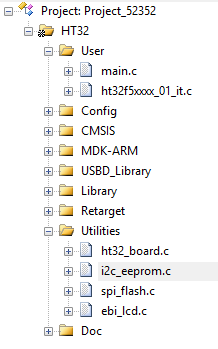 Project: Project_52352
HT32
User
main.c
ht32f5xxxx_01_it.c
Config
CMSIS
MDK-ARM
USBD_Library
Library
Retarget
Utilities
ht32_board.c
i2c_eeprom.c
spi_flash.c
ebi_lcd.c
Doc